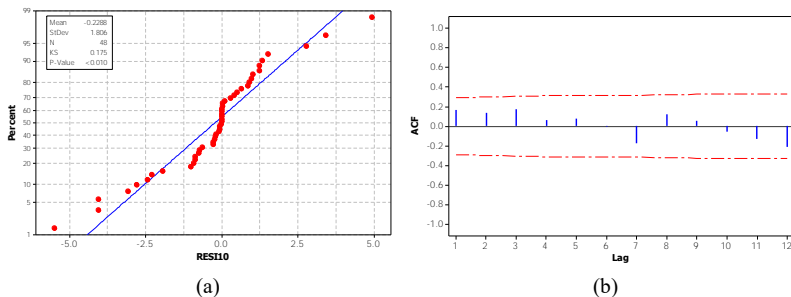 Mean -0.2288
StDev 1.806
N 48
KS 0.175
P-Value <0.010
99
95
90
80
70
60
50
40
30
20
10
5
1
Percent
-5.0 -2.5 0.0 2.5 5.0
RESI10
(a)
1.0
0.8
0.6
0.4
0.2
0.0
-0.2
-0.4
-0.6
-0.8
-1.0
ACF
1 2 3 4 5 6 7 8 9 10 11 12
Lag
(b)